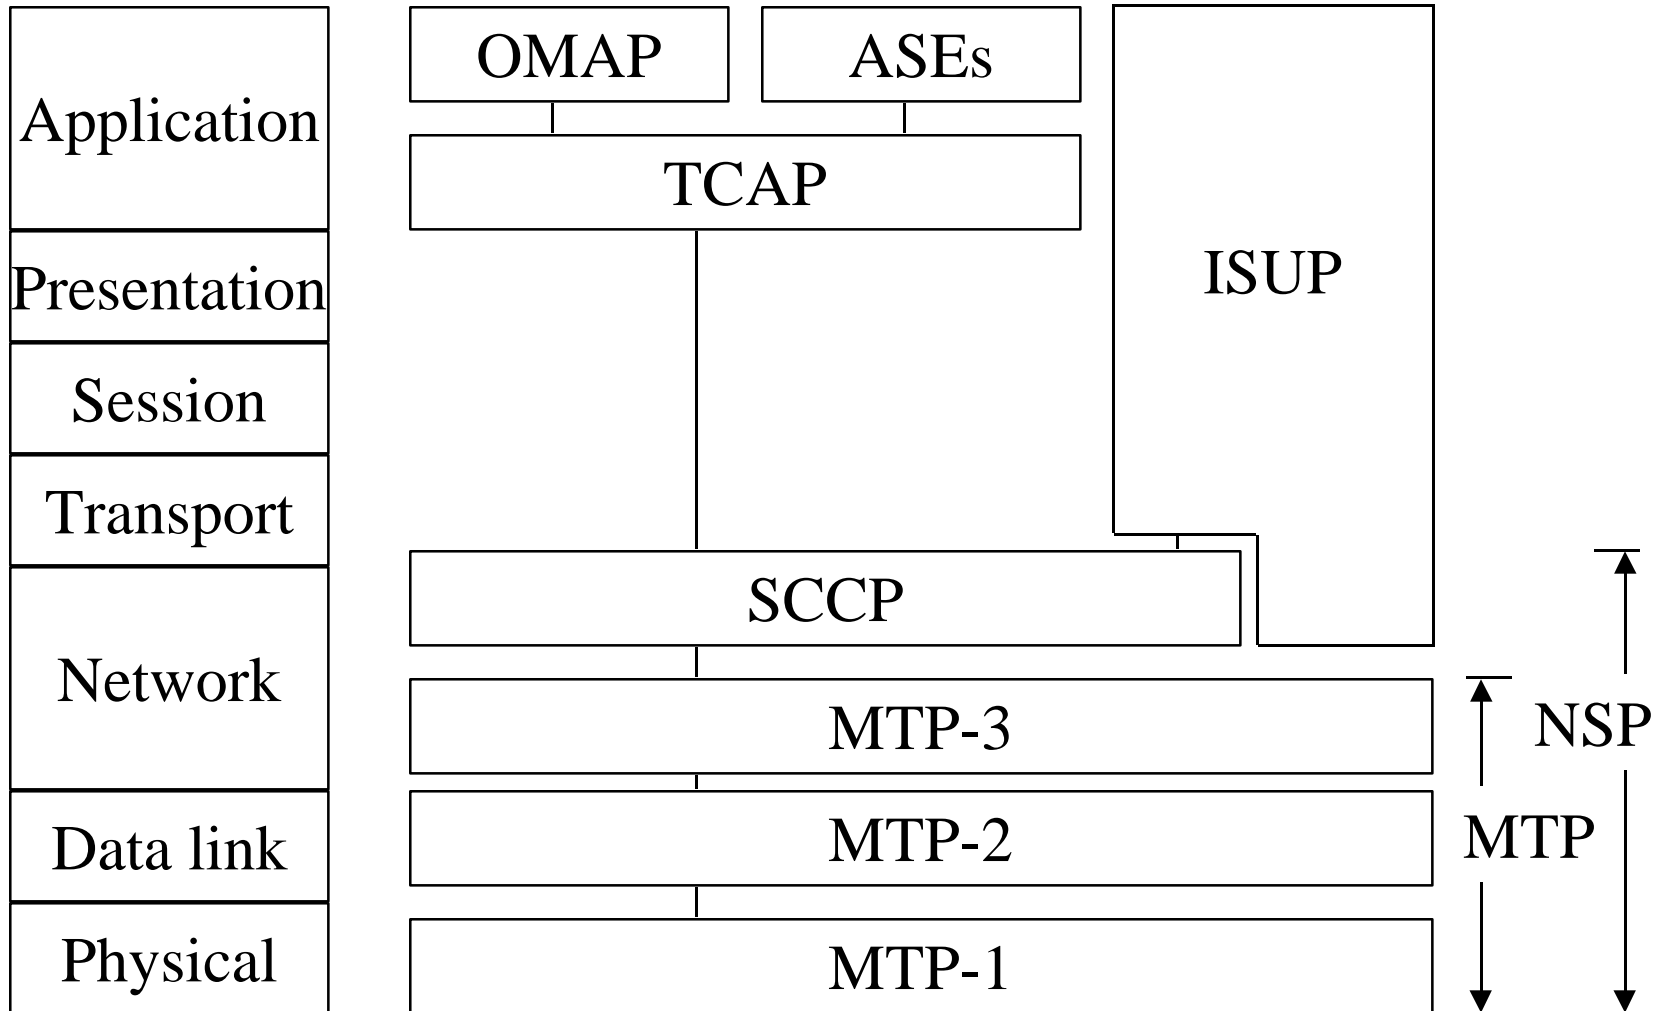 OMAP
ASEs
Application
TCAP
ISUP
Presentation
Session
Transport
SCCP
Network
MTP-3
NSP
Data link
MTP-2
MTP
Physical
MTP-1